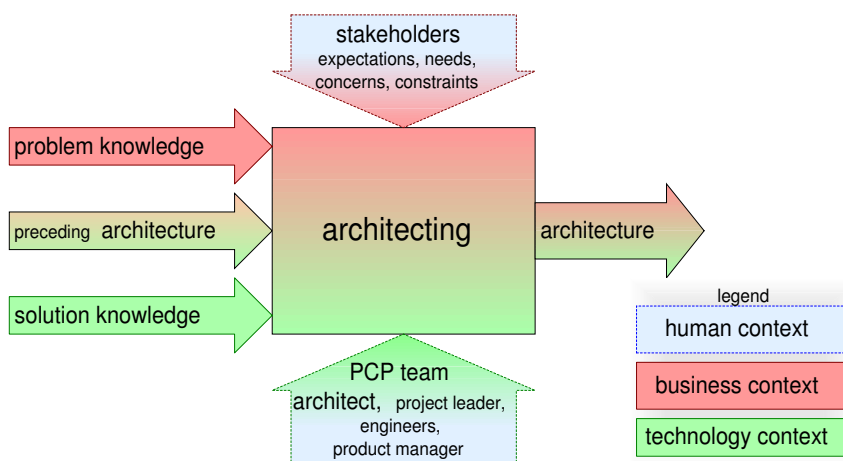 stakeholders
expectations, needs,
concerns, constraints
problem knowledge
preceding architecture
solution knowledge
architecting
architecture
PCP team
architect, project leader,
engineers,
product manager
legend
human context
business context
technology context